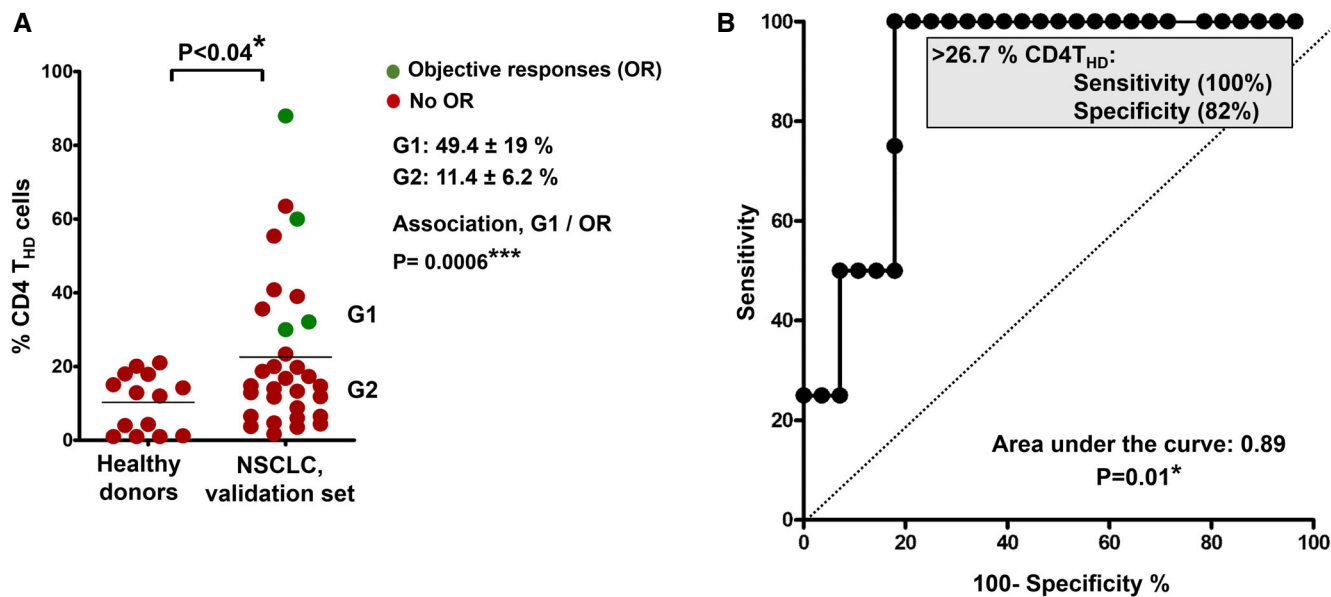 A
P<0.04*
% CD4 THD cells
100
80
60
40
20
0
Healthy
donors
NSCLC,
validation set
Objective responses (OR)
No OR
G1: 49.4 ± 19 %
G2: 11.4 ± 6.2 %
Association, G1 / OR
P= 0.0006***
G1
G2
B
Sensitivity
100
80
60
40
20
0
>26.7 % CD4THD:
Sensitivity (100%)
Specificity (82%)
Area under the curve: 0.89
P=0.01*
0 20 40 60 80 100
100- Specificity %